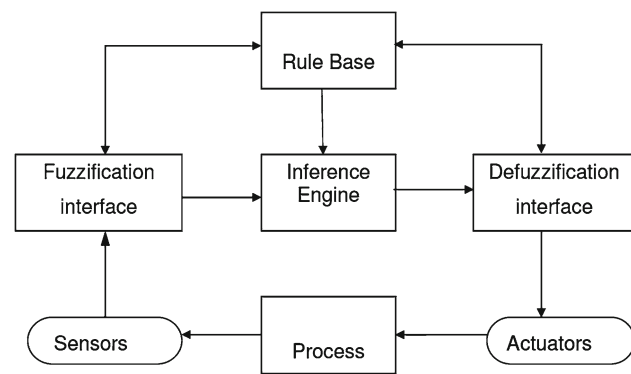 Rule Base
Fuzzification
interface
Inference
Engine
Defuzzification
interface
Sensors
Process
Actuators